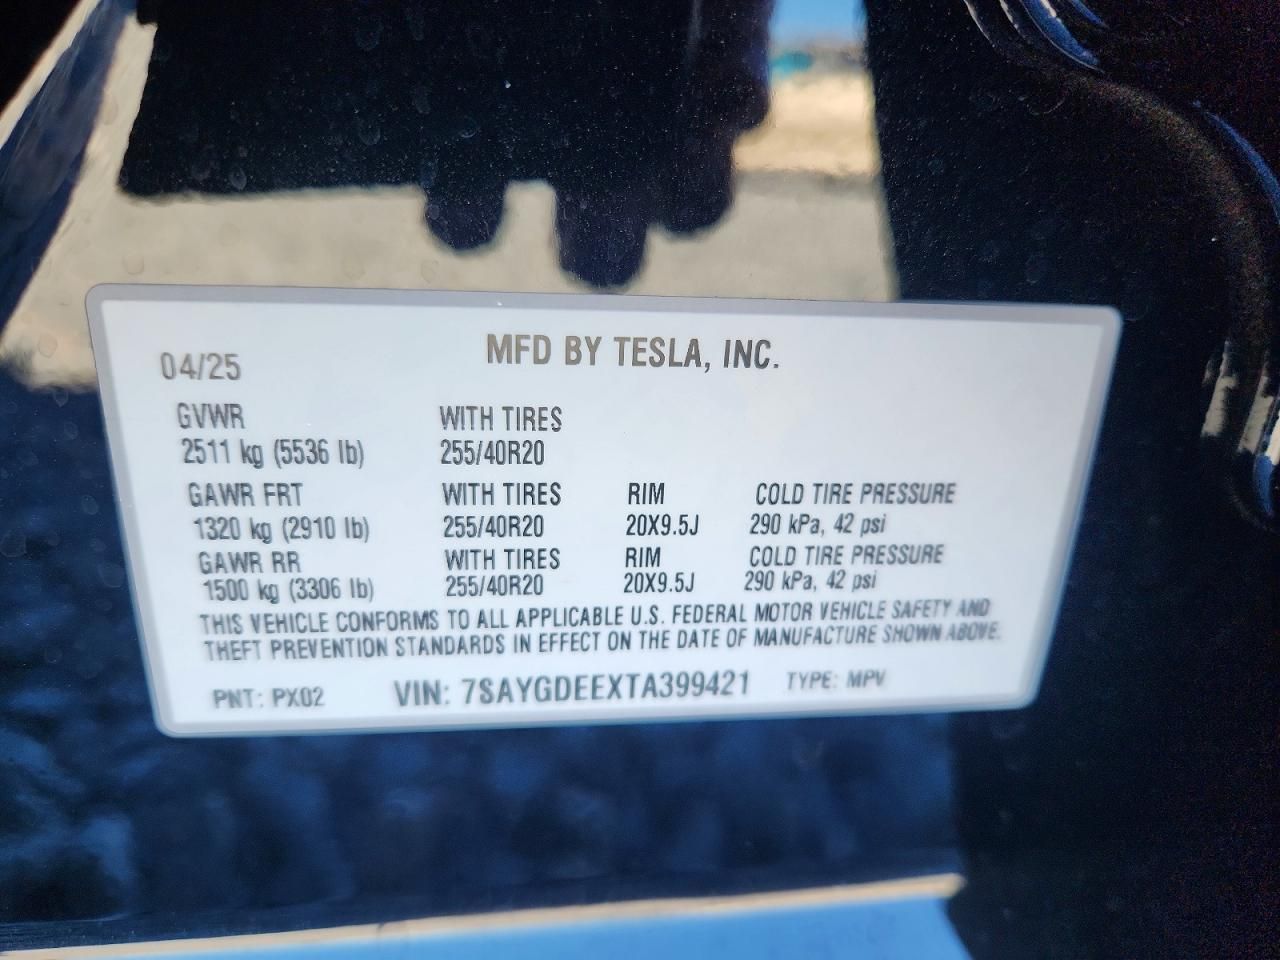 MFD BY TESLA, INC.
04/25
GVWR WITH TIRES
2511 kg (5536 lb) 255/40R20
GAWR FRT WITH TIRES RIM COLD TIRE PRESSURE
1320 kg (2910 lb) 255/40R20 20X9.5J 290 kPa, 42 psi
GAWR RR WITH TIRES RIM COLD TIRE PRESSURE
1500 kg (3306 lb) 255/40R20 20X9.5J 290 kPa, 42 psi
THIS VEHICLE CONFORMS TO ALL APPLICABLE U.S. FEDERAL MOTOR VEHICLE SAFETY AND
THEFT PREVENTION STANDARDS IN EFFECT ON THE DATE OF MANUFACTURE SHOWN ABOVE.
PNT: PX02 VIN: 7SAYGDEEXTA399421 TYPE: MPV